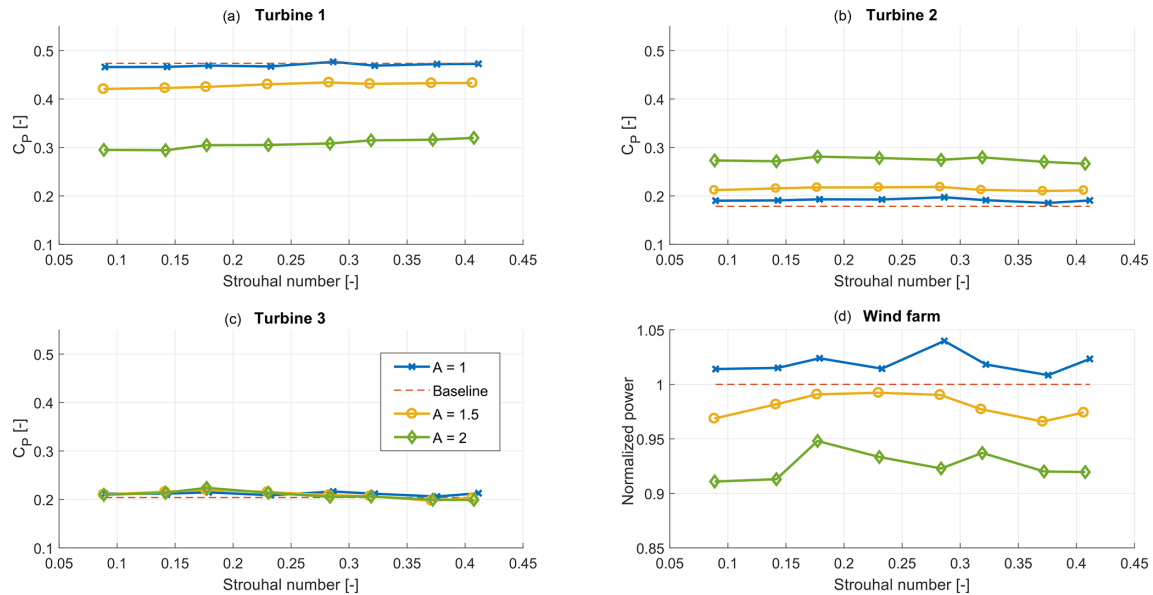 (a) Turbine 1
C_P [-]
0.5
0.4
0.3
0.2
0.1
0.05 0.1 0.15 0.2 0.25 0.3 0.35 0.4 0.45
Strouhal number [-]
(b) Turbine 2
C_P [-]
0.5
0.4
0.3
0.2
0.1
0.05 0.1 0.15 0.2 0.25 0.3 0.35 0.4 0.45
Strouhal number [-]
(c) Turbine 3
C_P [-]
0.5
0.4
0.3
0.2
0.1
A = 1
Baseline
A = 1.5
A = 2
0.05 0.1 0.15 0.2 0.25 0.3 0.35 0.4 0.45
Strouhal number [-]
(d) Wind farm
Normalized power
1.05
1
0.95
0.9
0.85
0.05 0.1 0.15 0.2 0.25 0.3 0.35 0.4 0.45
Strouhal number [-]